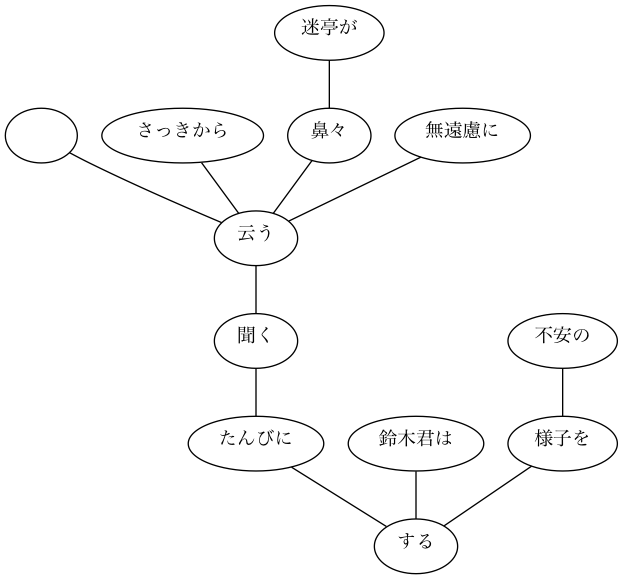 迷亭が
さっきから
鼻々
無遠慮に
云う
聞く
不安の
たんびに
鈴木君は
様子を
する